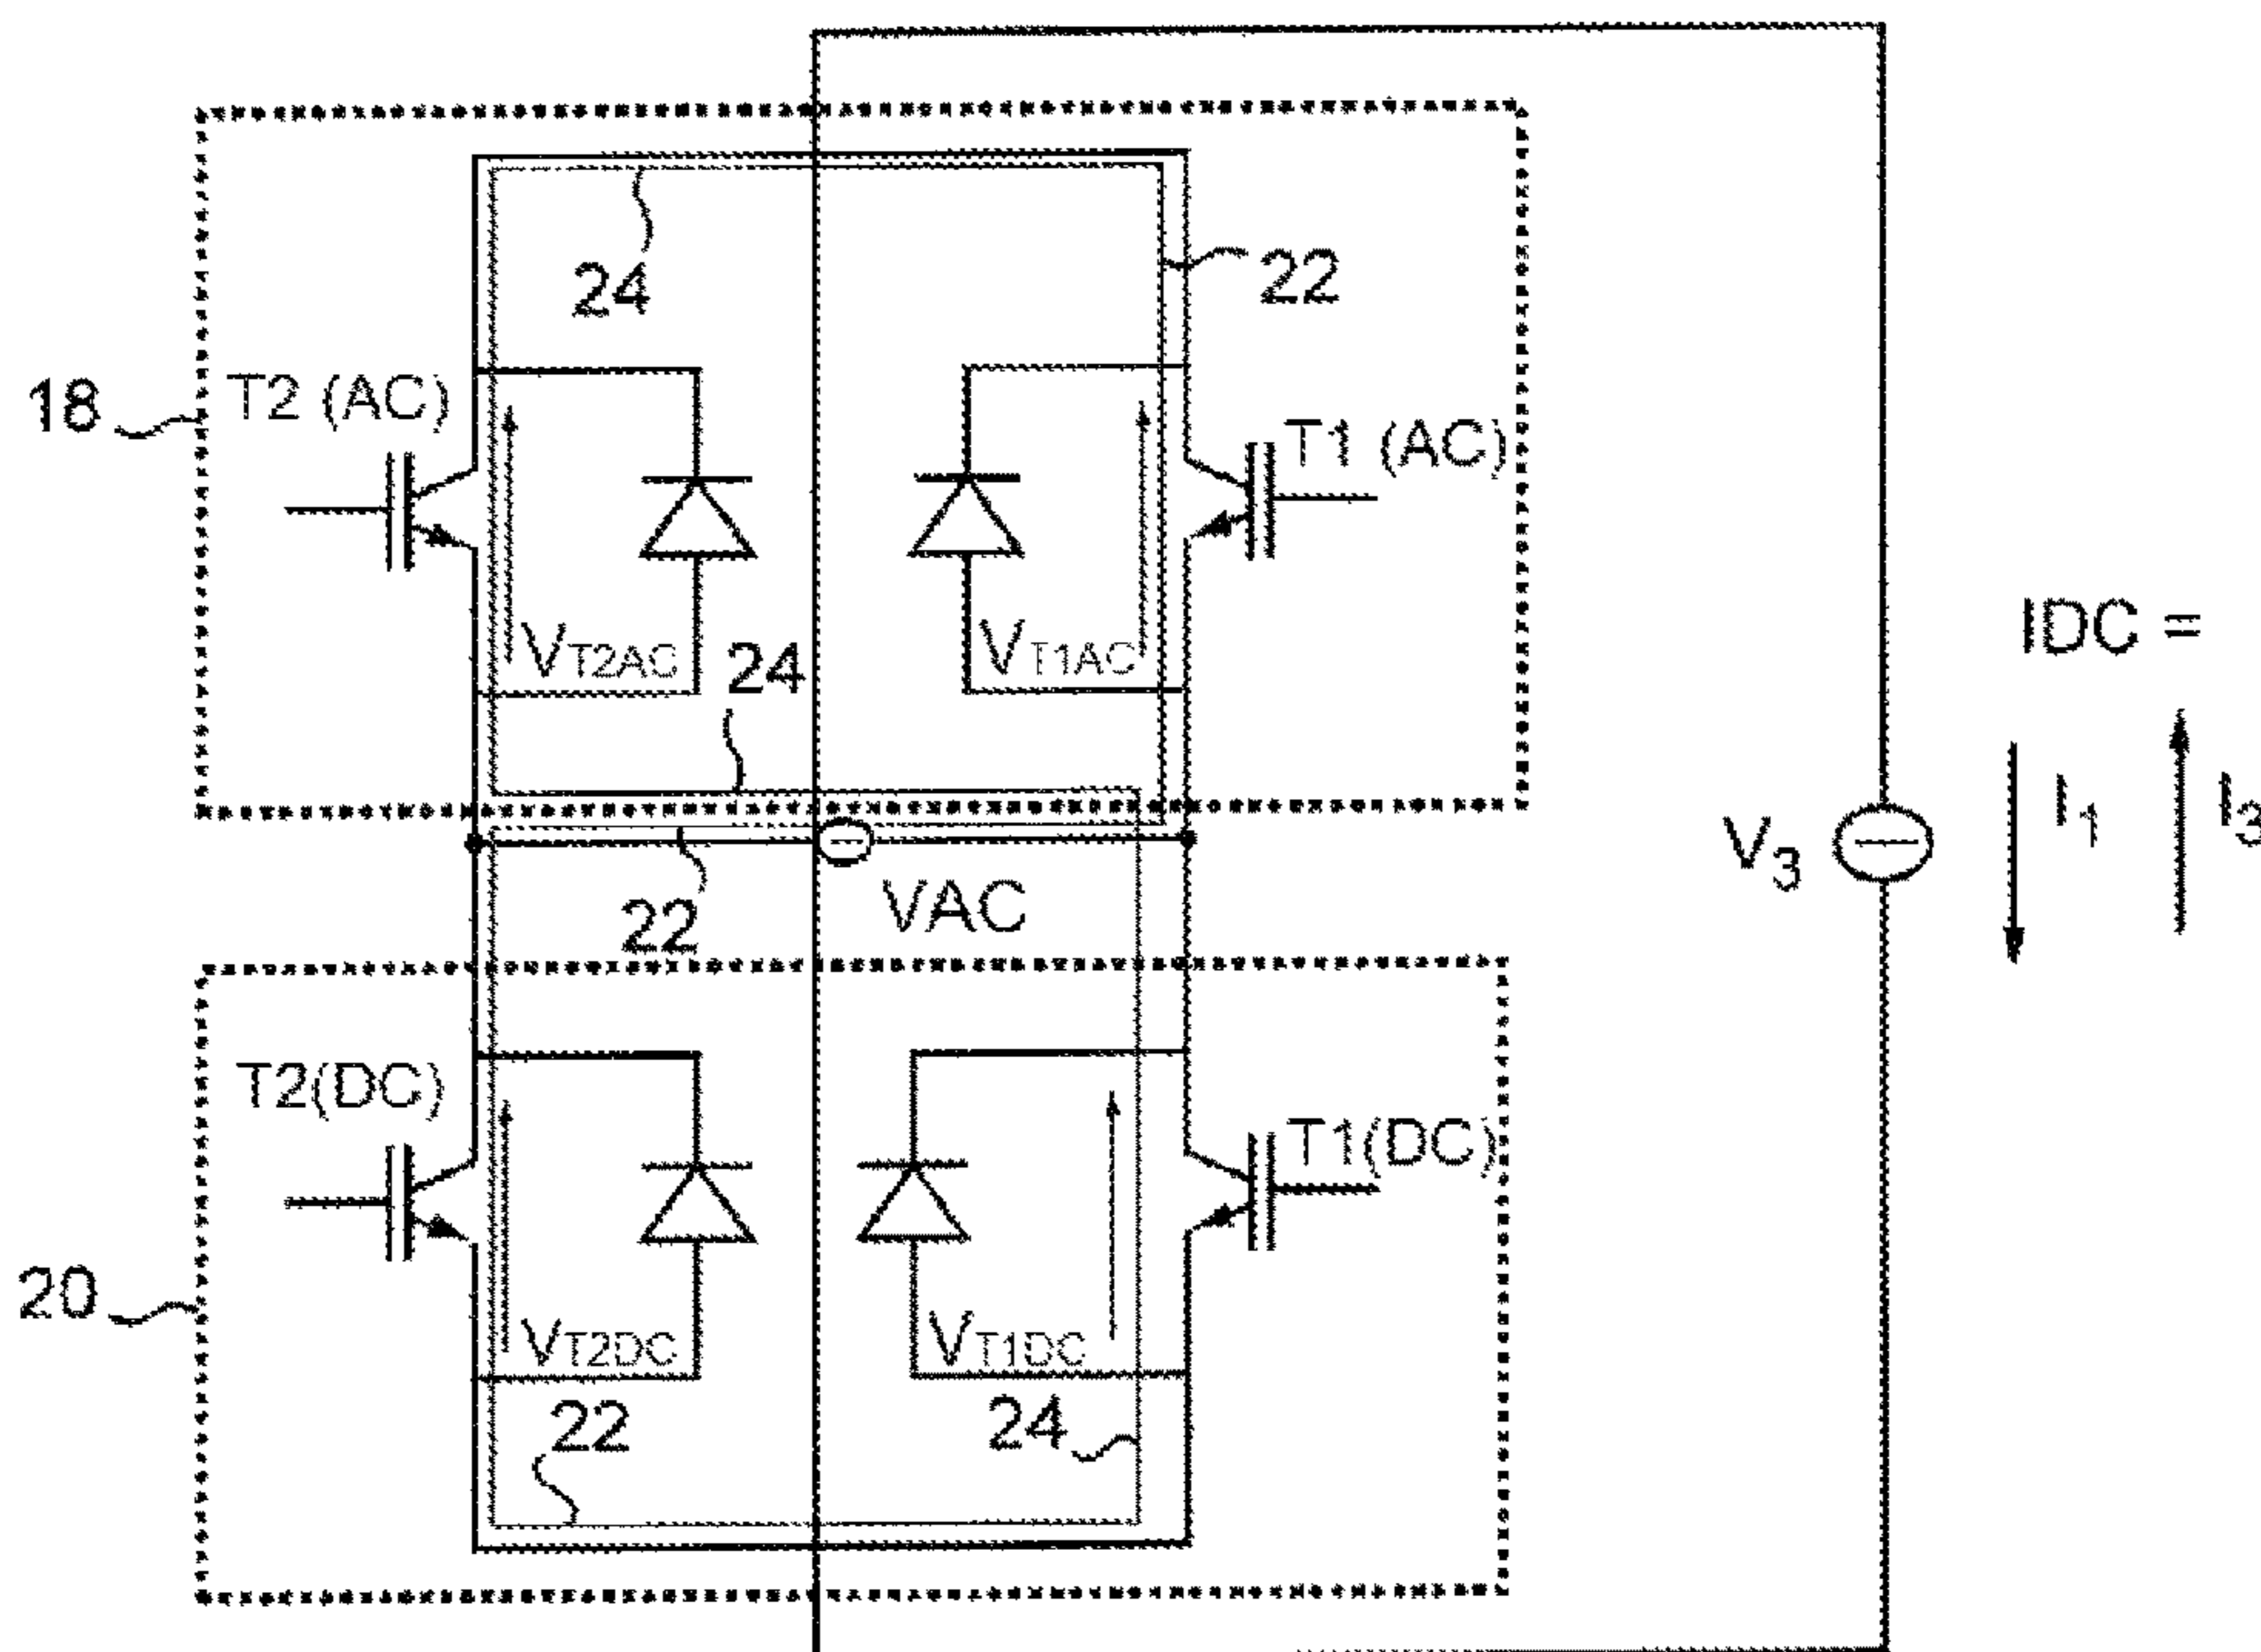 24
22
18
T2 (AC)
T1 (AC)
VT2AC
24
VT1AC
IDC =
I1
I3
V3
22
VAC
T2(DC)
T1(DC)
20
VT2DC
VT1DC
22
24